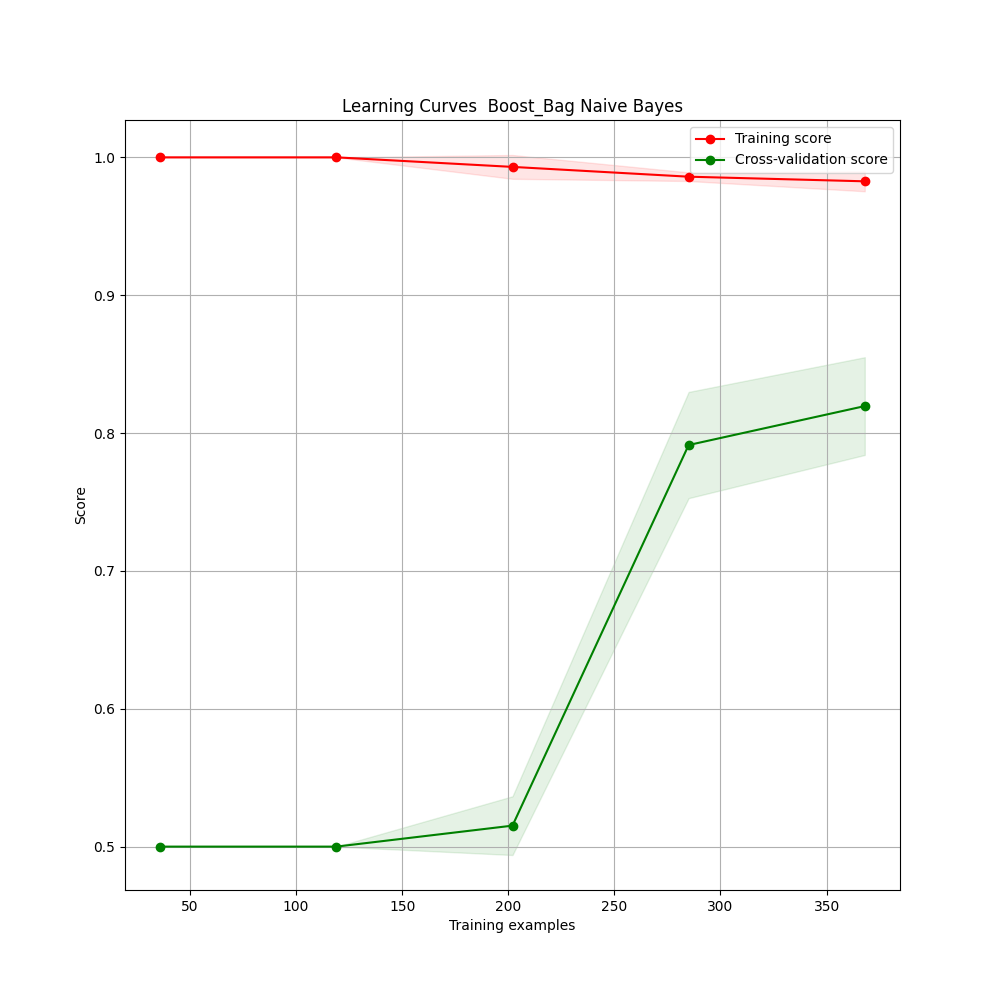 Learning Curves  Boost_Bag Naive Bayes
Training score
Cross-validation score
1.0
0.9
0.8
0.7
0.6
0.5
Score
50 100 150 200 250 300 350
Training examples